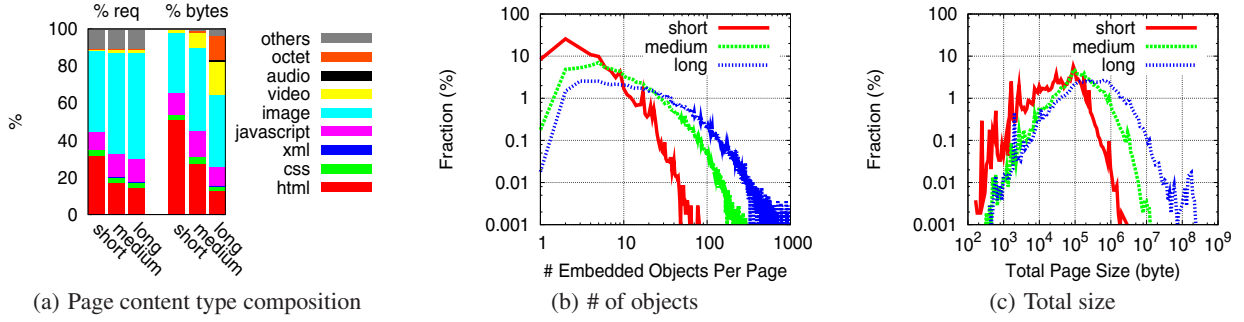 % req
% bytes
100
80
60
40
20
0
%
short
medium
long
short
medium
long
others
octet
audio
video
image
javascript
xml
css
html
(a) Page content type composition
100
10
1
0.1
0.01
0.001
Fraction (%)
short
medium
long
1
10
100
1000
# Embedded Objects Per Page
(b) # of objects
100
10
1
0.1
0.01
0.001
Fraction (%)
short
medium
long
10^2
10^3
10^4
10^5
10^6
10^7
10^8
10^9
Total Page Size (byte)
(c) Total size